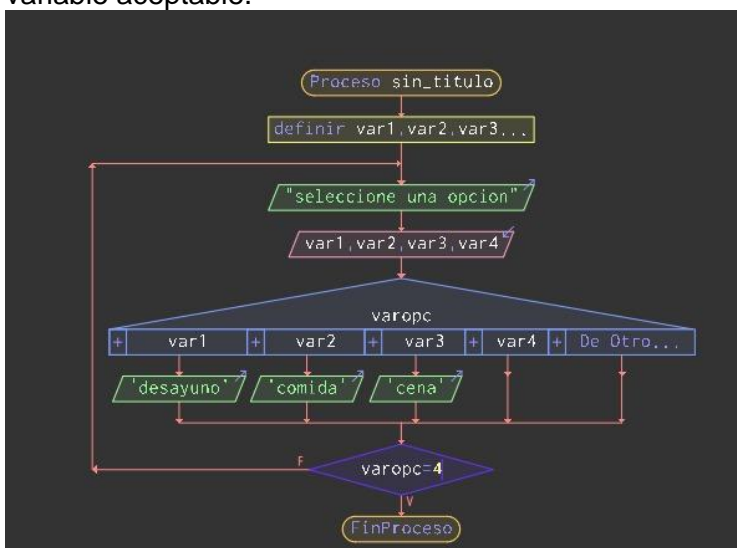 variable aceptable.
Proceso sin_titulo
definir var1,var2,var3...
"seleccione una opcion"
var1,var2,var3,var4
varopc
+ var1 + var2 + var3 + var4 + De Otro...
'desayuno' 'comida' 'cena'
F varopc=4
V
FinProceso